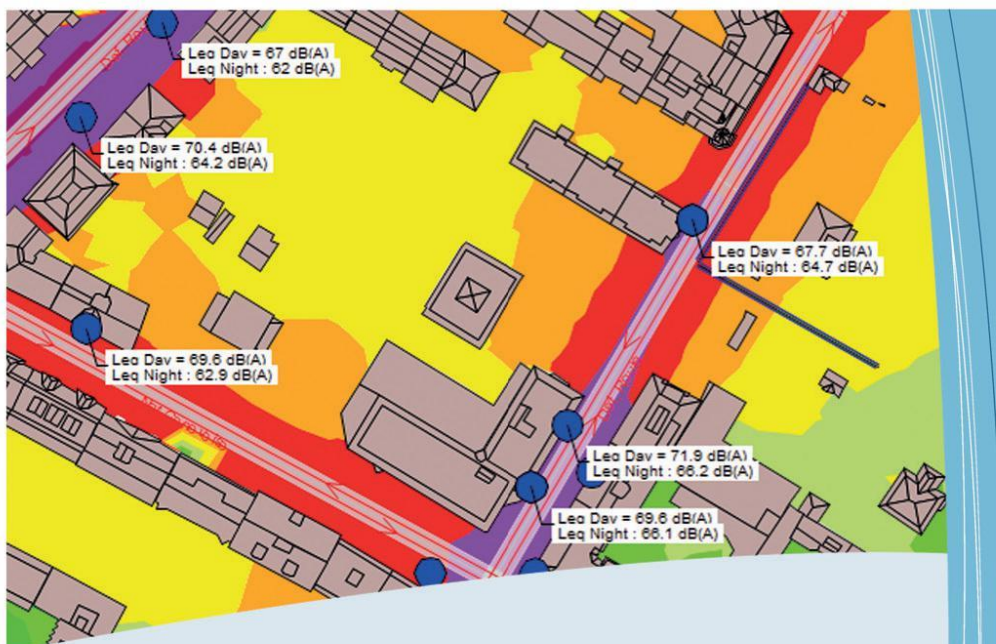 Leq Day = 67 dB(A)
Leq Night : 62 dB(A)
Leq Day = 70.4 dB(A)
Leq Night : 64.2 dB(A)
Leq Day = 67.7 dB(A)
Leq Night : 64.7 dB(A)
Leq Day = 69.6 dB(A)
Leq Night : 62.9 dB(A)
Leq Day = 71.9 dB(A)
Leq Night : 66.2 dB(A)
Leq Day = 69.6 dB(A)
Leq Night : 66.1 dB(A)